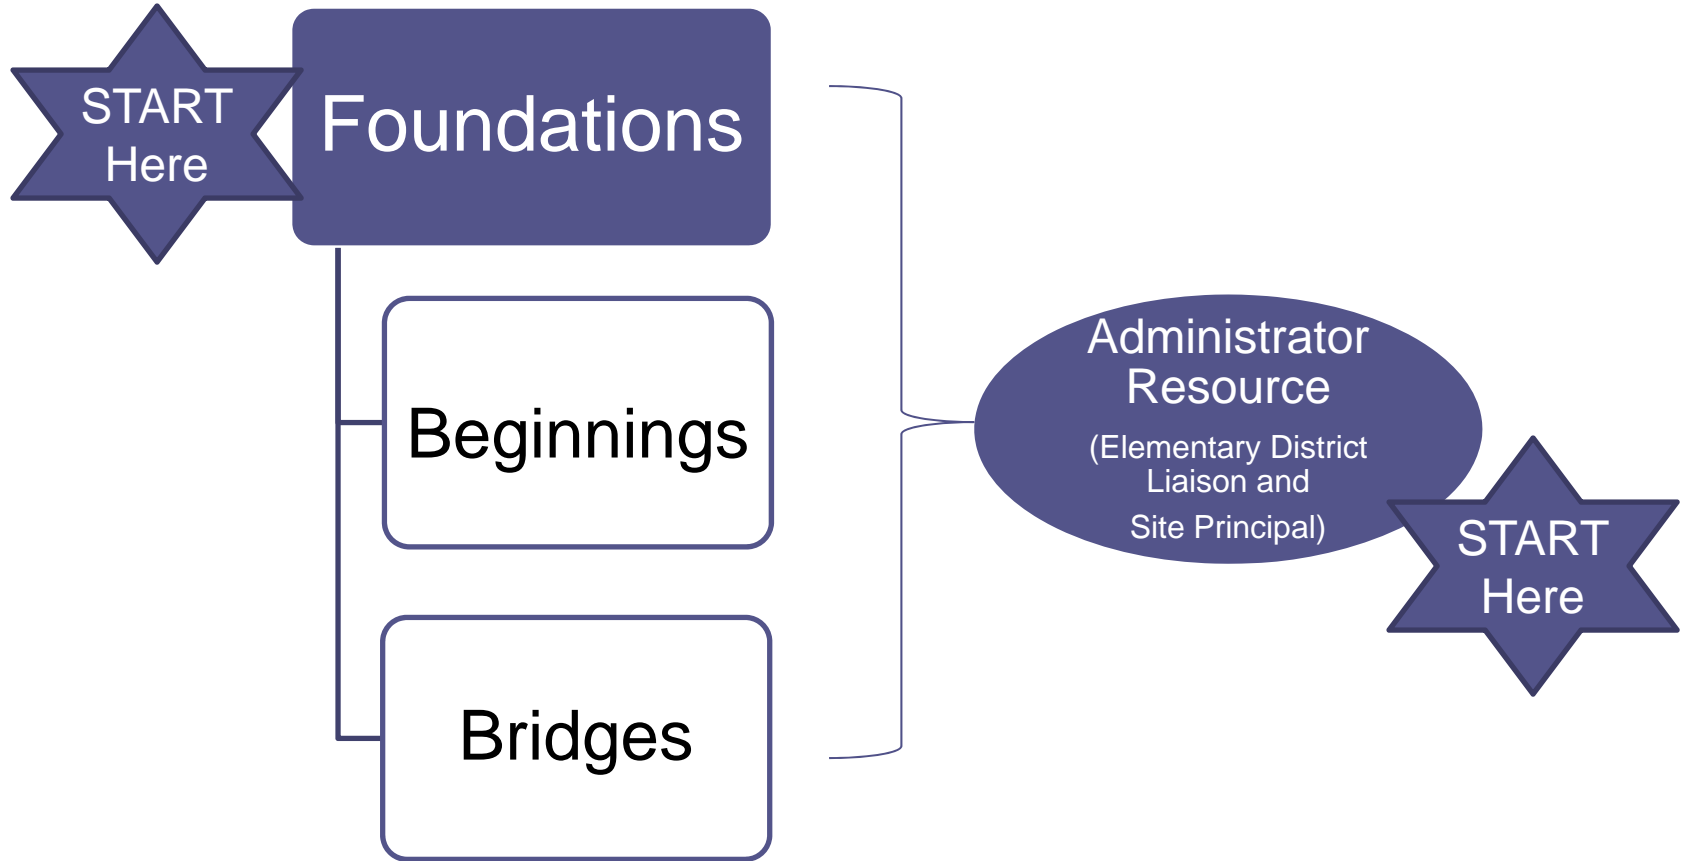 START
Here
Foundations
Beginnings
Bridges
Administrator
Resource
(Elementary District
Liaison and
Site Principal)
START
Here